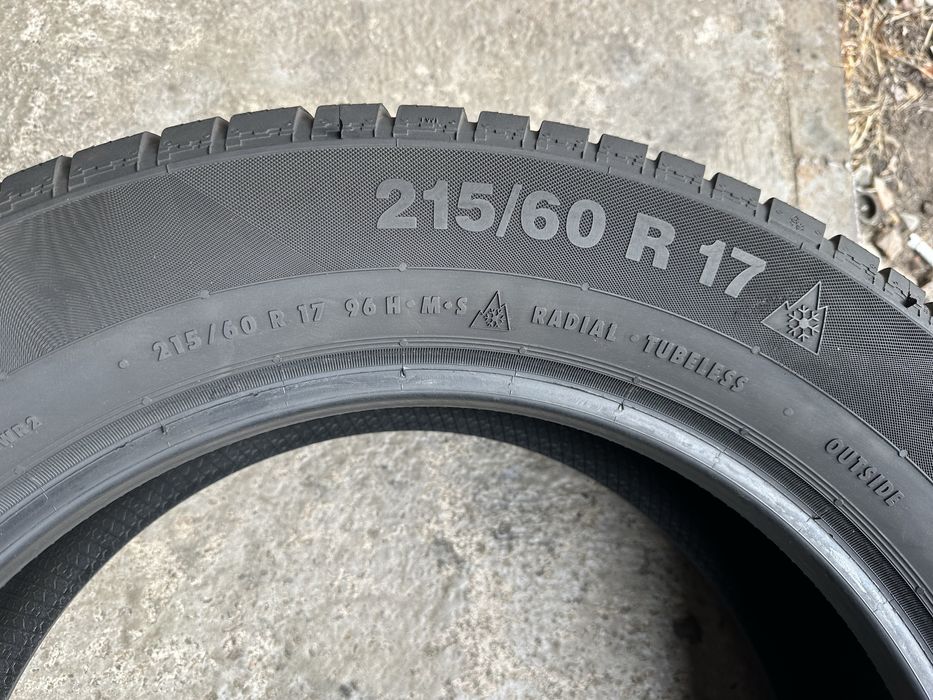 215/60 R 17
215/60 R 17 96 H·M·S RADIAL · TUBELESS
OUTSIDE